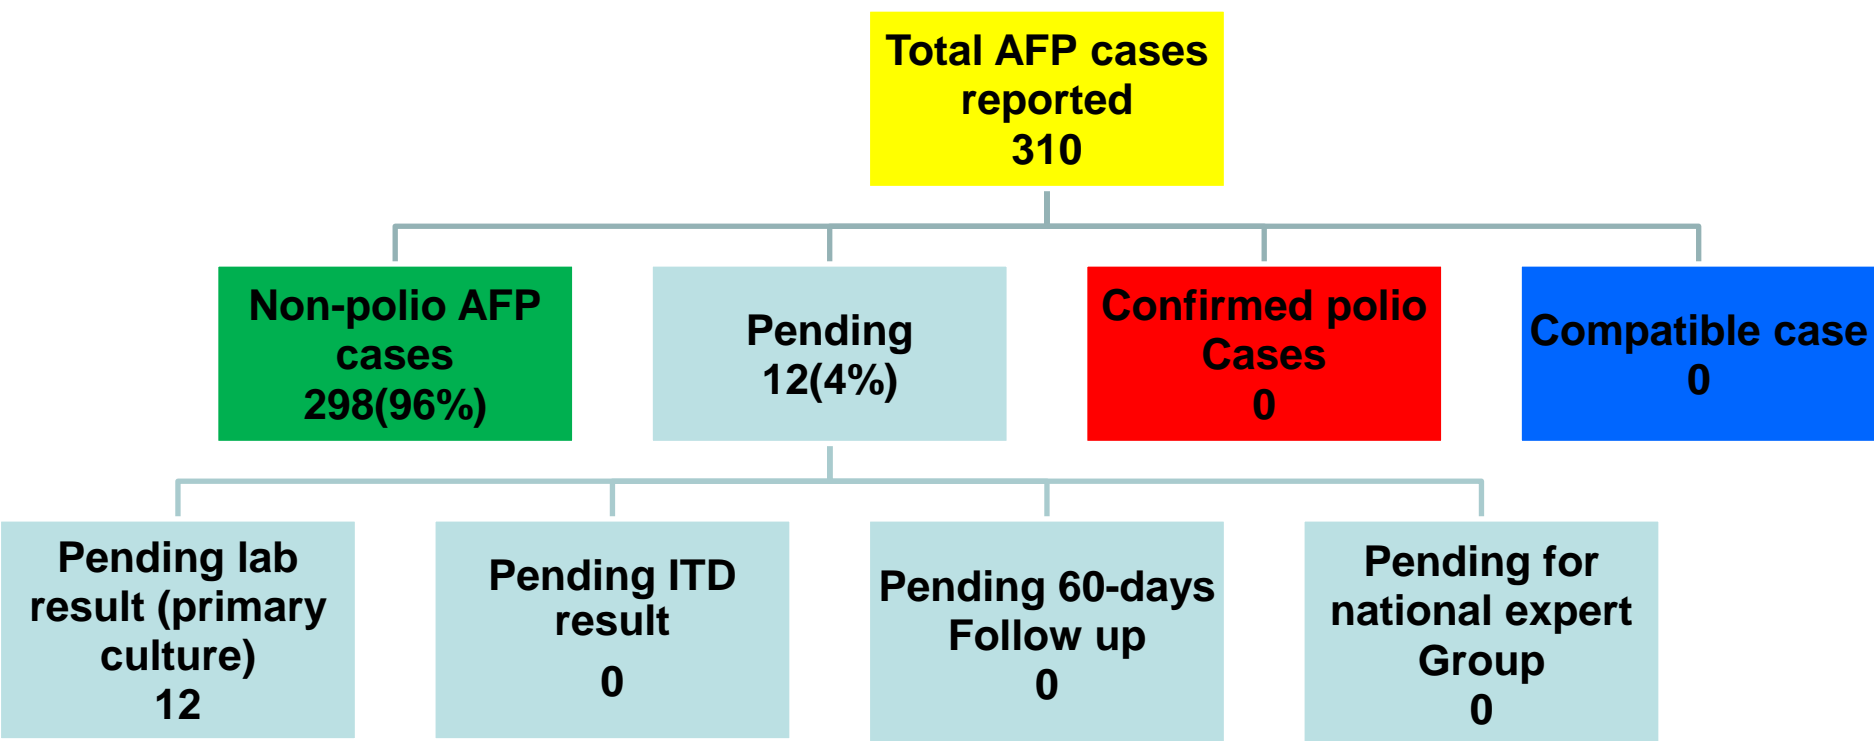 Total AFP cases
reported
310
Non-polio AFP
cases
298(96%)
Pending
12(4%)
Confirmed polio
Cases
0
Compatible case
0
Pending lab
result (primary
culture)
12
Pending ITD
result
0
Pending 60-days
Follow up
0
Pending for
national expert
Group
0